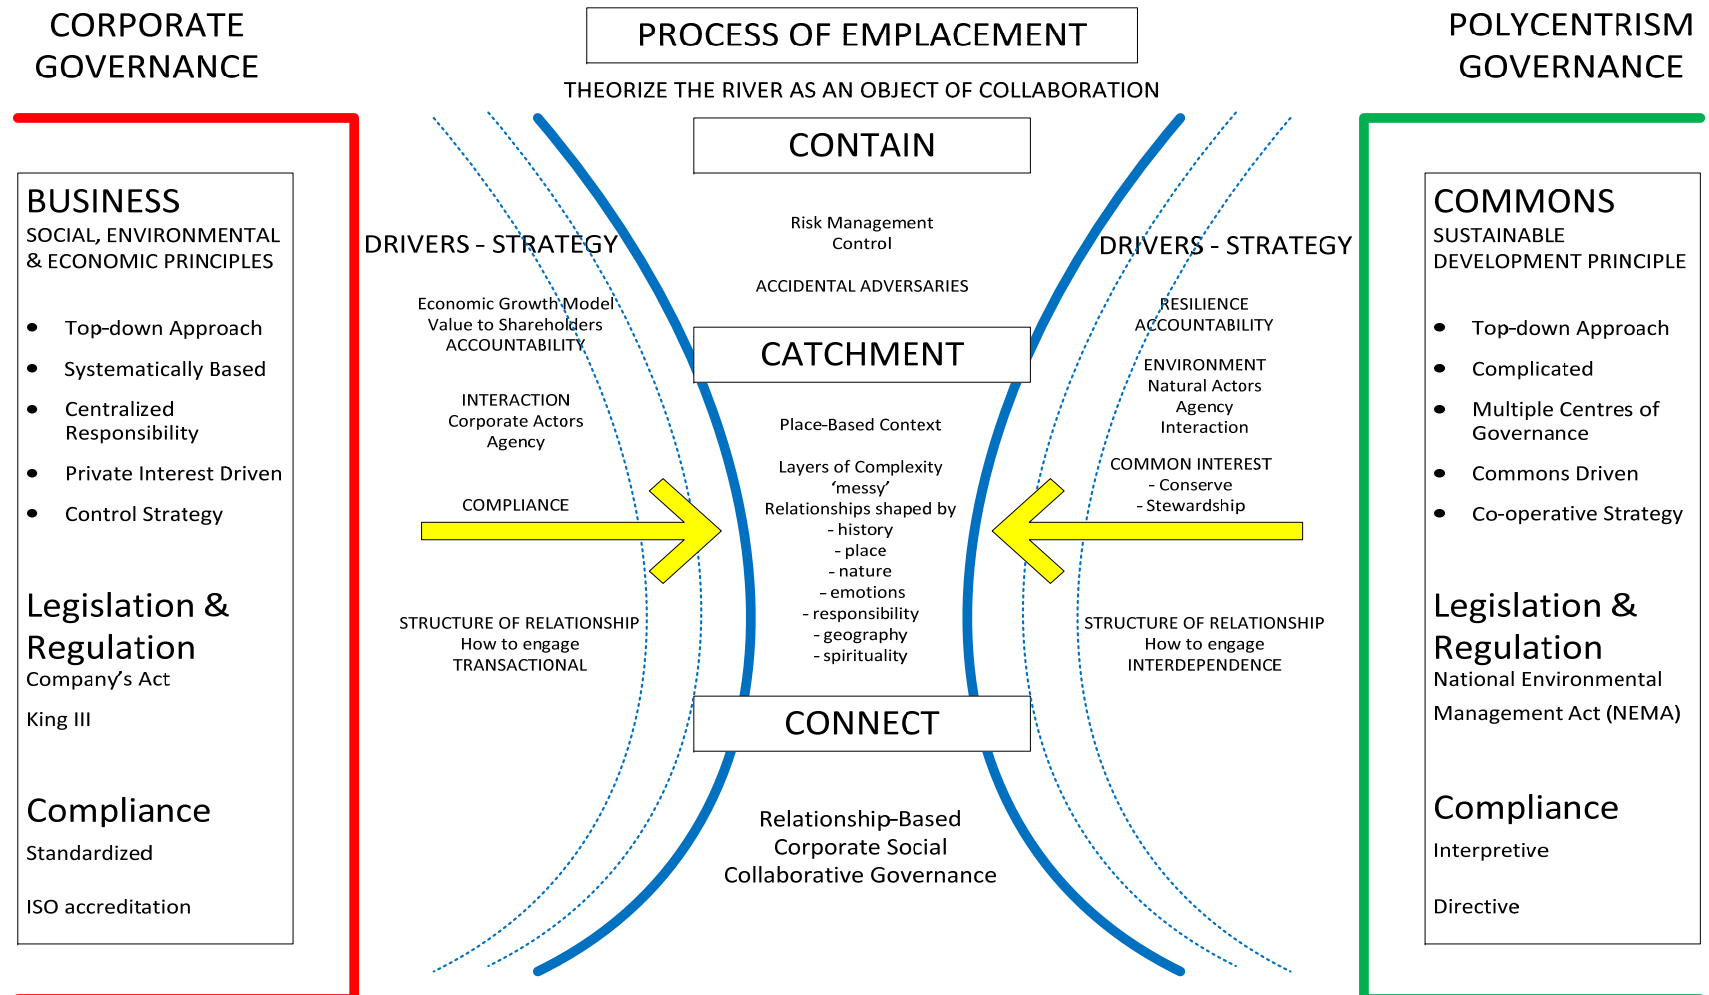 CORPORATE
GOVERNANCE
BUSINESS
SOCIAL, ENVIRONMENTAL
& ECONOMIC PRINCIPLES
● Top-down Approach
● Systematically Based
● Centralized
Responsibility
● Private Interest Driven
● Control Strategy
Legislation &
Regulation
Company’s Act
King III
Compliance
Standardized
ISO accreditation
DRIVERS - STRATEGY
Economic Growth Model
Value to Shareholders
ACCOUNTABILITY
INTERACTION
Corporate Actors
Agency
COMPLIANCE
STRUCTURE OF RELATIONSHIP
How to engage
TRANSACTIONAL
PROCESS OF EMPLACEMENT
THEORIZE THE RIVER AS AN OBJECT OF COLLABORATION
CONTAIN
Risk Management
Control
ACCIDENTAL ADVERSARIES
CATCHMENT
Place-Based Context
Layers of Complexity
‘messy’
Relationships shaped by
- history
- place
- nature
- emotions
- responsibility
- geography
- spirituality
CONNECT
Relationship-Based
Corporate Social
Collaborative Governance
DRIVERS - STRATEGY
RESILIENCE
ACCOUNTABILITY
ENVIRONMENT
Natural Actors
Agency
Interaction
COMMON INTEREST
- Conserve
- Stewardship
STRUCTURE OF RELATIONSHIP
How to engage
INTERDEPENDENCE
POLYCENTRISM
GOVERNANCE
COMMONS
SUSTAINABLE
DEVELOPMENT PRINCIPLE
● Top-down Approach
● Complicated
● Multiple Centres of
Governance
● Commons Driven
● Co-operative Strategy
Legislation &
Regulation
National Environmental
Management Act (NEMA)
Compliance
Interpretive
Directive